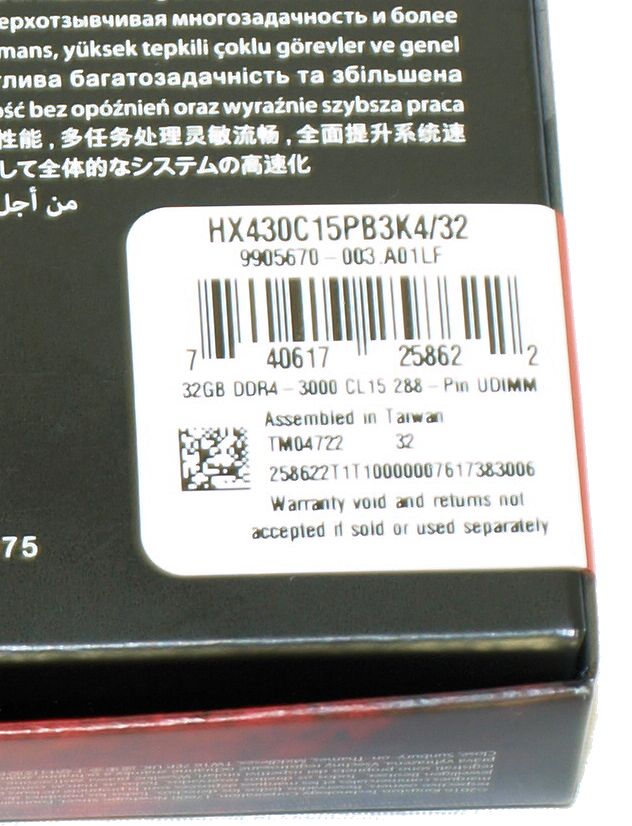 ерхотзывчивая многозадачность и более
mans, yüksek tepkili çoklu görevler ve genel
тлива багатозадачність та збільшена
ość bez opóźnień oraz wyraźnie szybsza praca
性能，多任务处理灵敏流畅，全面提升系统速
して全体的なシステムの高速化
من أجل
HX430C15PB3K4/32
9905670-003.A01LF
7 40617 25862 2
32GB DDR4-3000 CL15 288-Pin UDIMM
Assembled in Taiwan
TM04722 32
258622T1T10000007617383006
Warranty void and returns not
accepted if sold or used separately
75